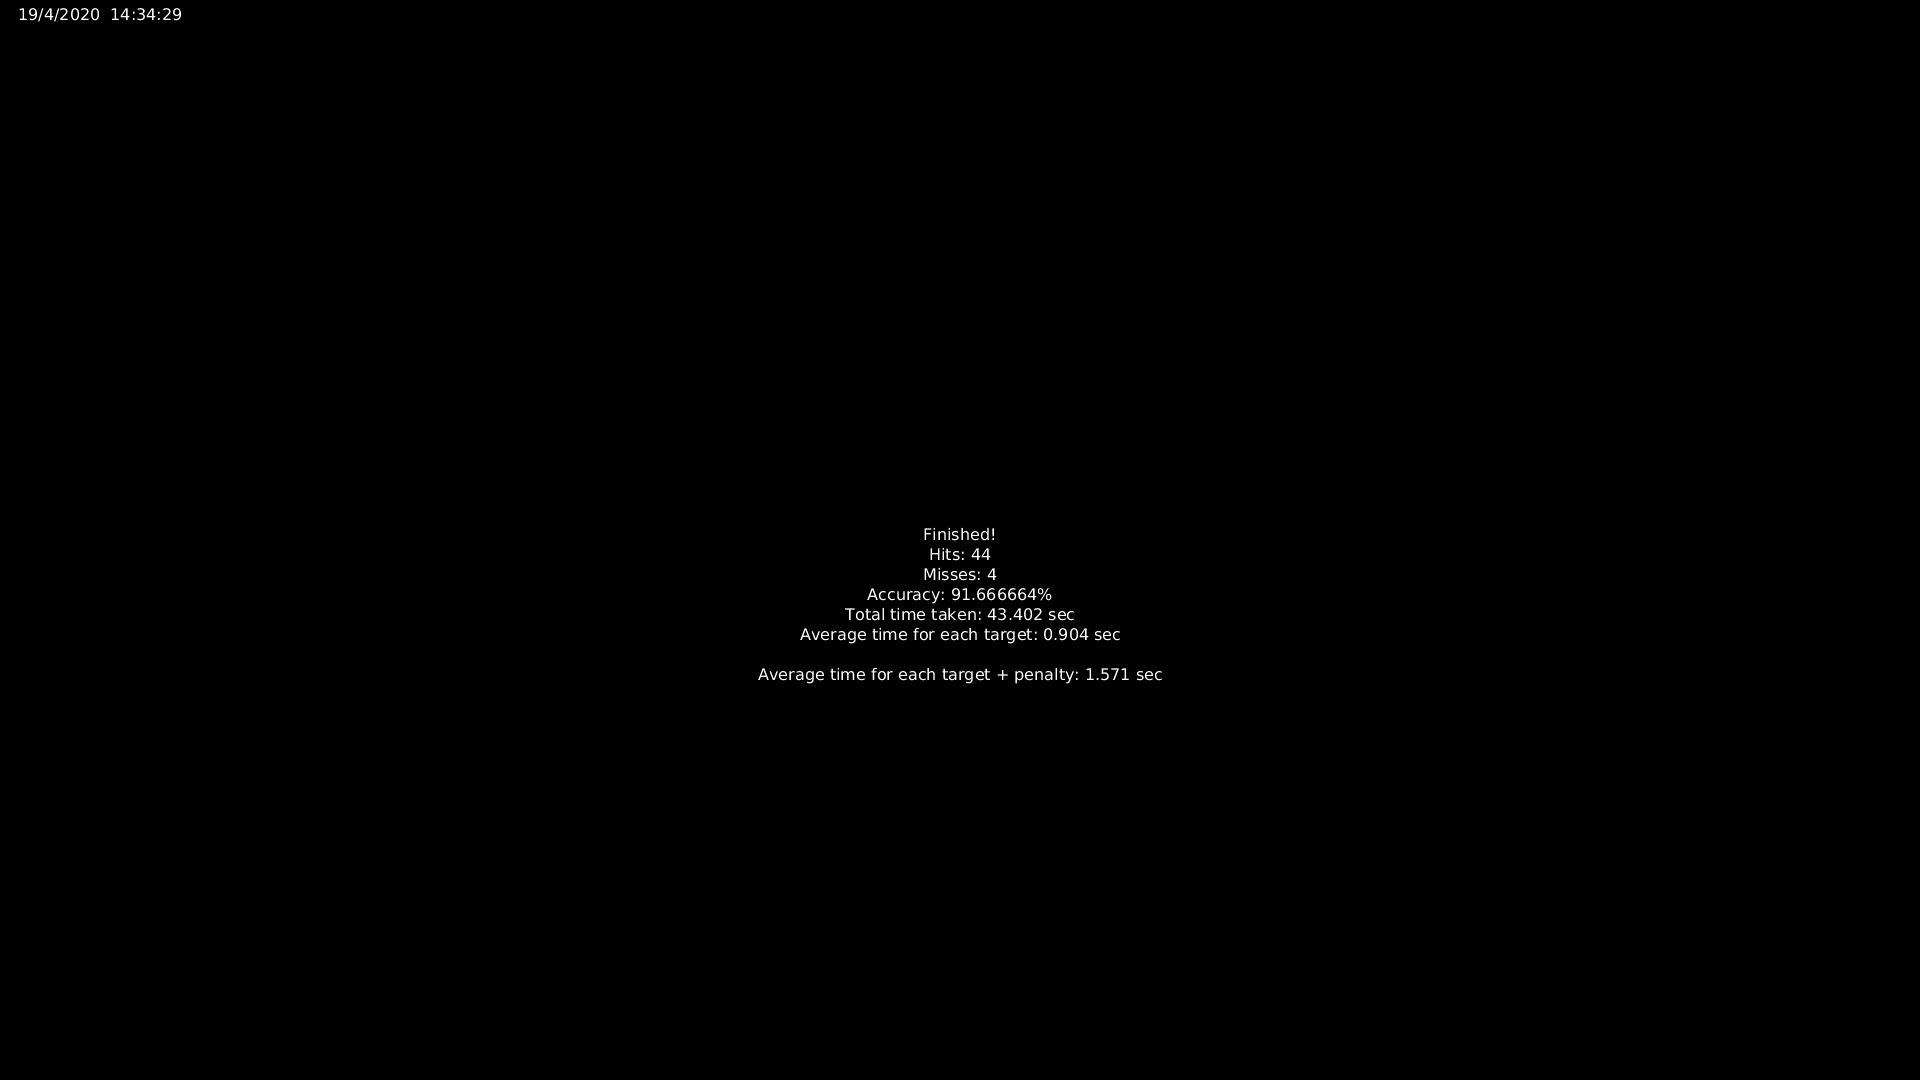 19/4/2020  14:34:29
Finished!
Hits: 44
Misses: 4
Accuracy: 91.666664%
Total time taken: 43.402 sec
Average time for each target: 0.904 sec
Average time for each target + penalty: 1.571 sec